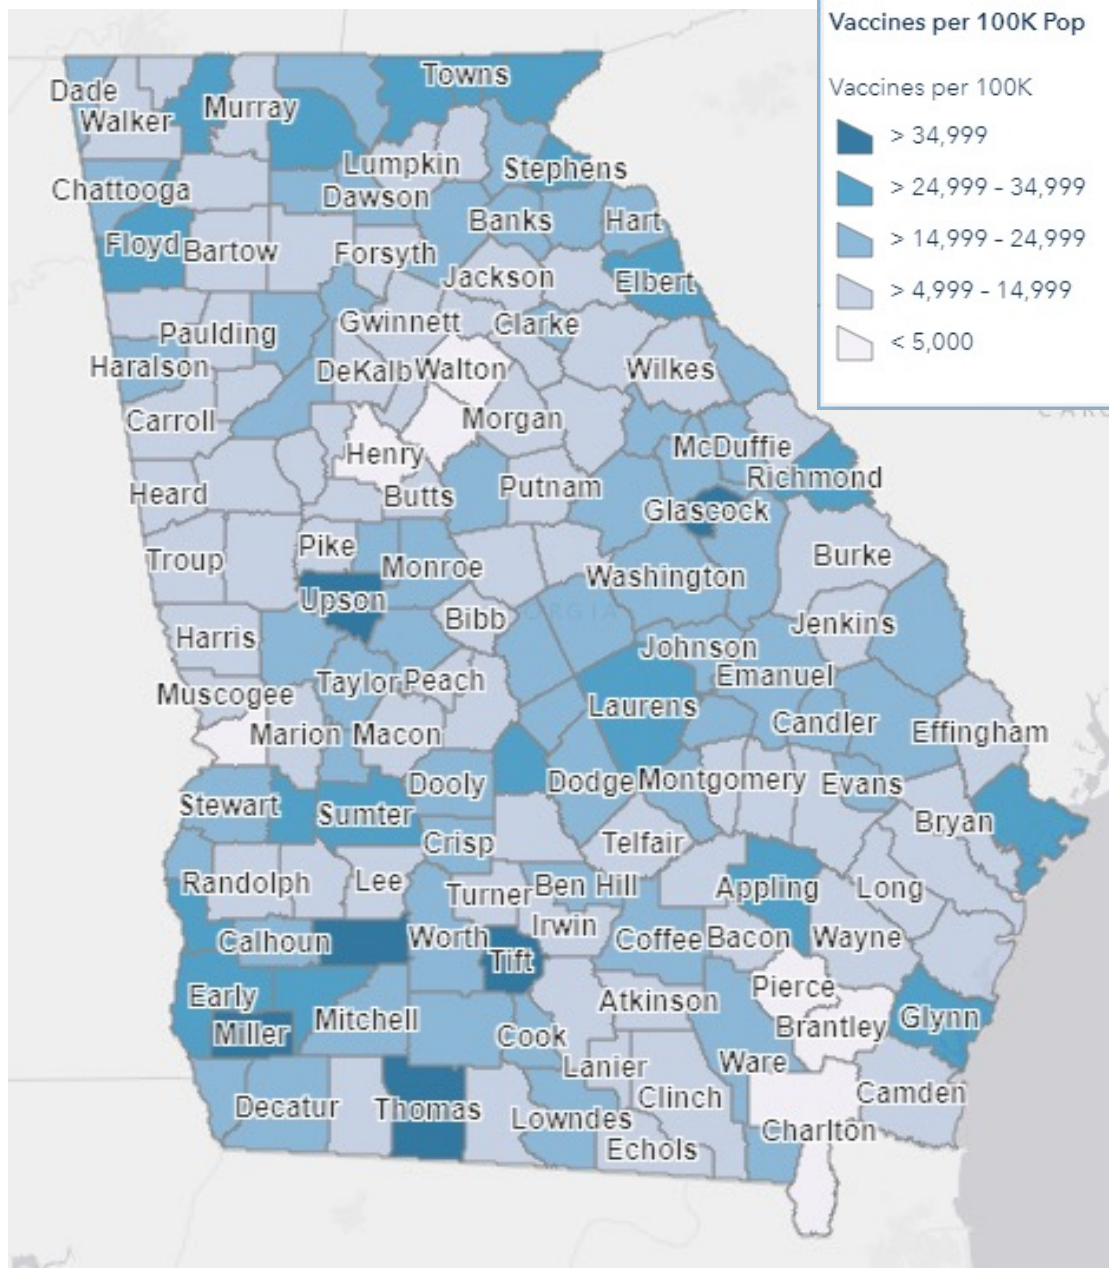 Vaccines per 100K Pop
Vaccines per 100K
> 34,999
> 24,999 - 34,999
> 14,999 - 24,999
> 4,999 - 14,999
< 5,000
Towns
Dade
Murray
Walker
Lumpkin
Stephens
Chattooga
Dawson
Banks
Hart
Floyd
Bartow
Forsyth
Jackson
Elbert
Gwinnett
Clarke
Paulding
Haralson
DeKalb
Walton
Wilkes
Carroll
Morgan
McDuffie
Henry
Richmond
Heard
Butts
Putnam
Glascock
Pike
Burke
Troup
Monroe
Washington
Upson
Bibb
Jenkins
Harris
Johnson
Emanuel
Muscogee
Taylor
Peach
Laurens
Marion
Macon
Candler
Effingham
Dooly
Dodge
Montgomery
Evans
Stewart
Sumter
Bryan
Crisp
Telfair
Randolph
Lee
Turner
Ben Hill
Appling
Long
Irwin
Calhoun
Worth
Coffee
Bacon
Wayne
Tift
Early
Atkinson
Pierce
Miller
Mitchell
Cook
Brantley
Glynn
Lanier
Ware
Clinch
Camden
Decatur
Thomas
Lowndes
Charlton
Echols